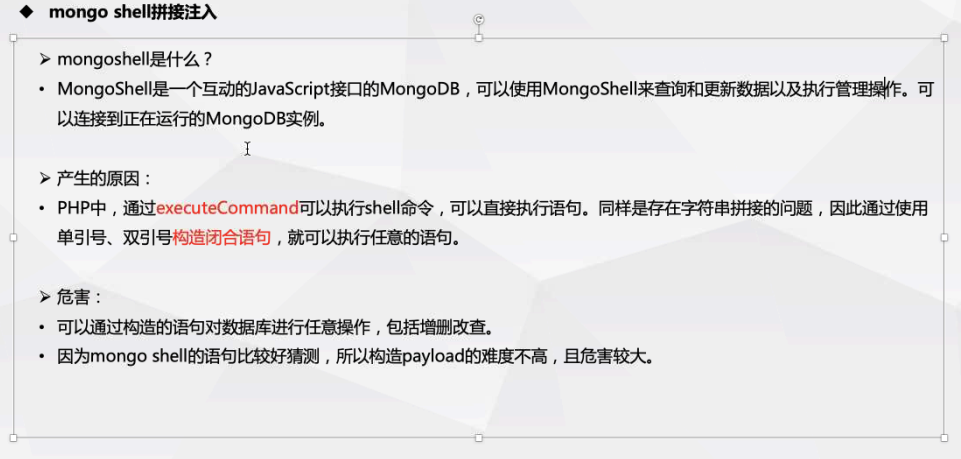 ◆ mongo shell拼接注入
➢ mongoshell是什么？
• MongoShell是一个互动的JavaScript接口的MongoDB，可以使用MongoShell来查询和更新数据以及执行管理操作。可
以连接到正在运行的MongoDB实例。
➢ 产生的原因：
• PHP中，通过executeCommand可以执行shell命令，可以直接执行语句。同样是存在字符串拼接的问题，因此通过使用
单引号、双引号构造闭合语句，就可以执行任意的语句。
➢ 危害：
• 可以通过构造的语句对数据库进行任意操作，包括增删改查。
• 因为mongo shell的语句比较好猜测，所以构造payload的难度不高，且危害较大。